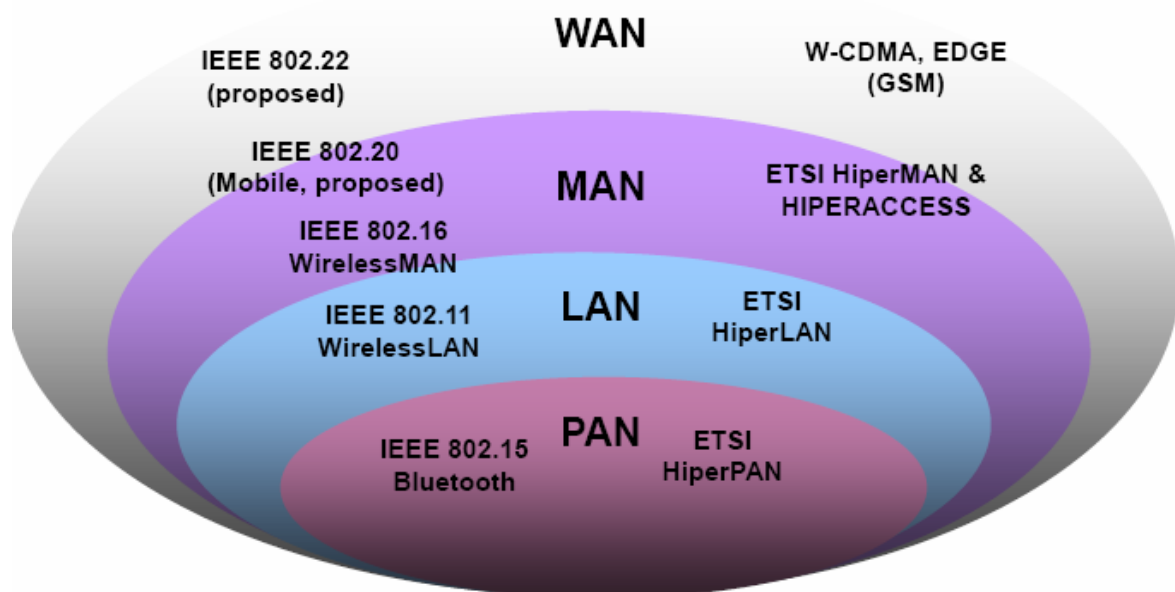 WAN
IEEE 802.22
(proposed)
W-CDMA, EDGE
(GSM)
IEEE 802.20
(Mobile, proposed)
MAN
ETSI HiperMAN &
HIPERACCESS
IEEE 802.16
WirelessMAN
LAN
IEEE 802.11
WirelessLAN
ETSI
HiperLAN
PAN
IEEE 802.15
Bluetooth
ETSI
HiperPAN